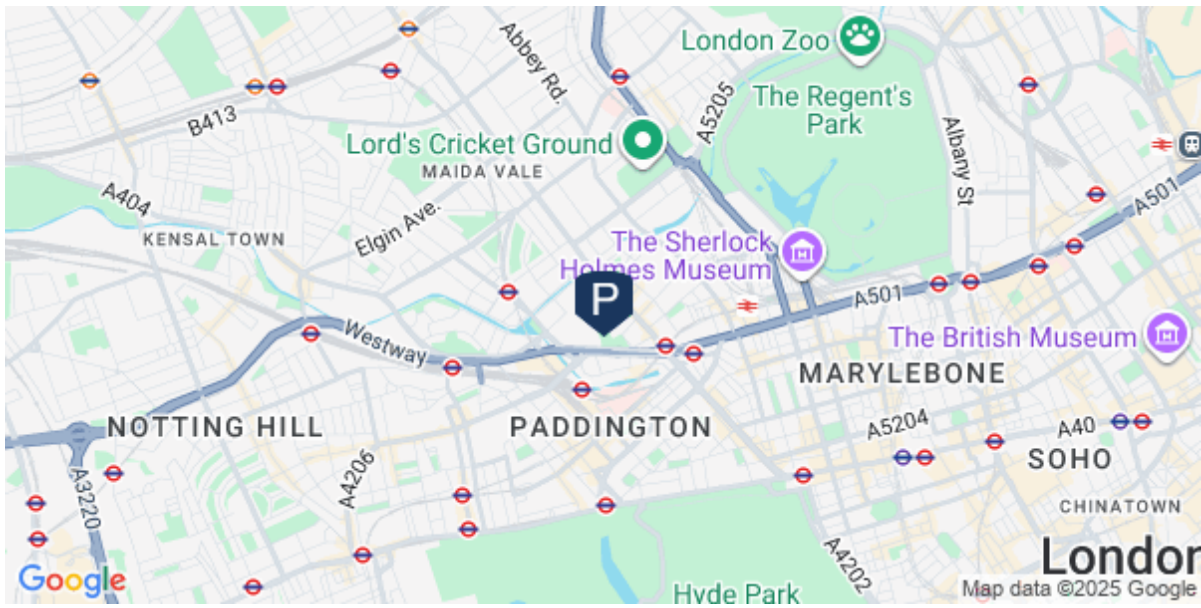 London Zoo
Abbey Rd.
A5205
The Regent's
Park
B413
Lord's Cricket Ground
MAIDA VALE
Albany St
A501
A404
Elgin Ave.
KENSAL TOWN
The Sherlock
Holmes Museum
P
A501
Westway
The British Museum
MARYLEBONE
NOTTING HILL
PADDINGTON
A5204
A40
SOHO
A4206
A3220
CHINATOWN
A4202
London
Google
Hyde Park
Map data ©2025 Google